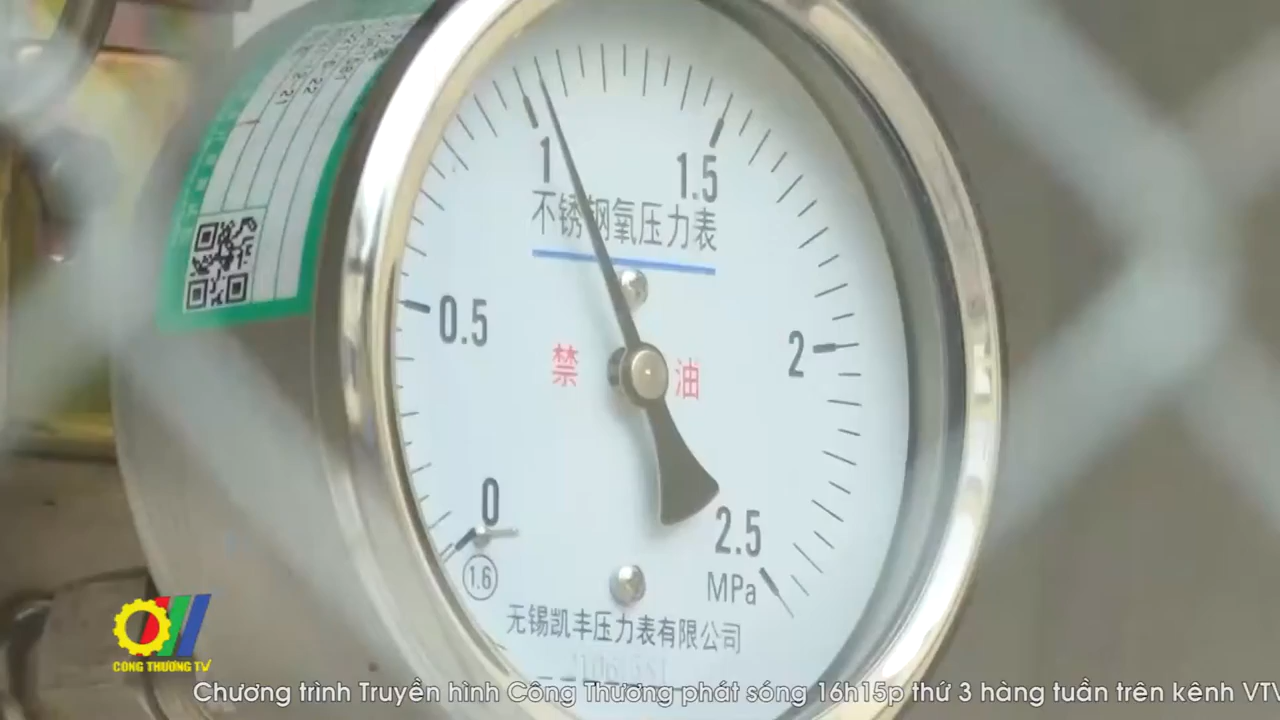 1
1.5
不锈钢氧压力表
0.5
2
禁 油
0
2.5
1.6
MPa
无锡凯丰压力表有限公司
CÔNG THƯƠNG TV
Chương trình Truyền hình Công Thương phát sóng 16h15p thứ 3 hàng tuần trên kênh VTV